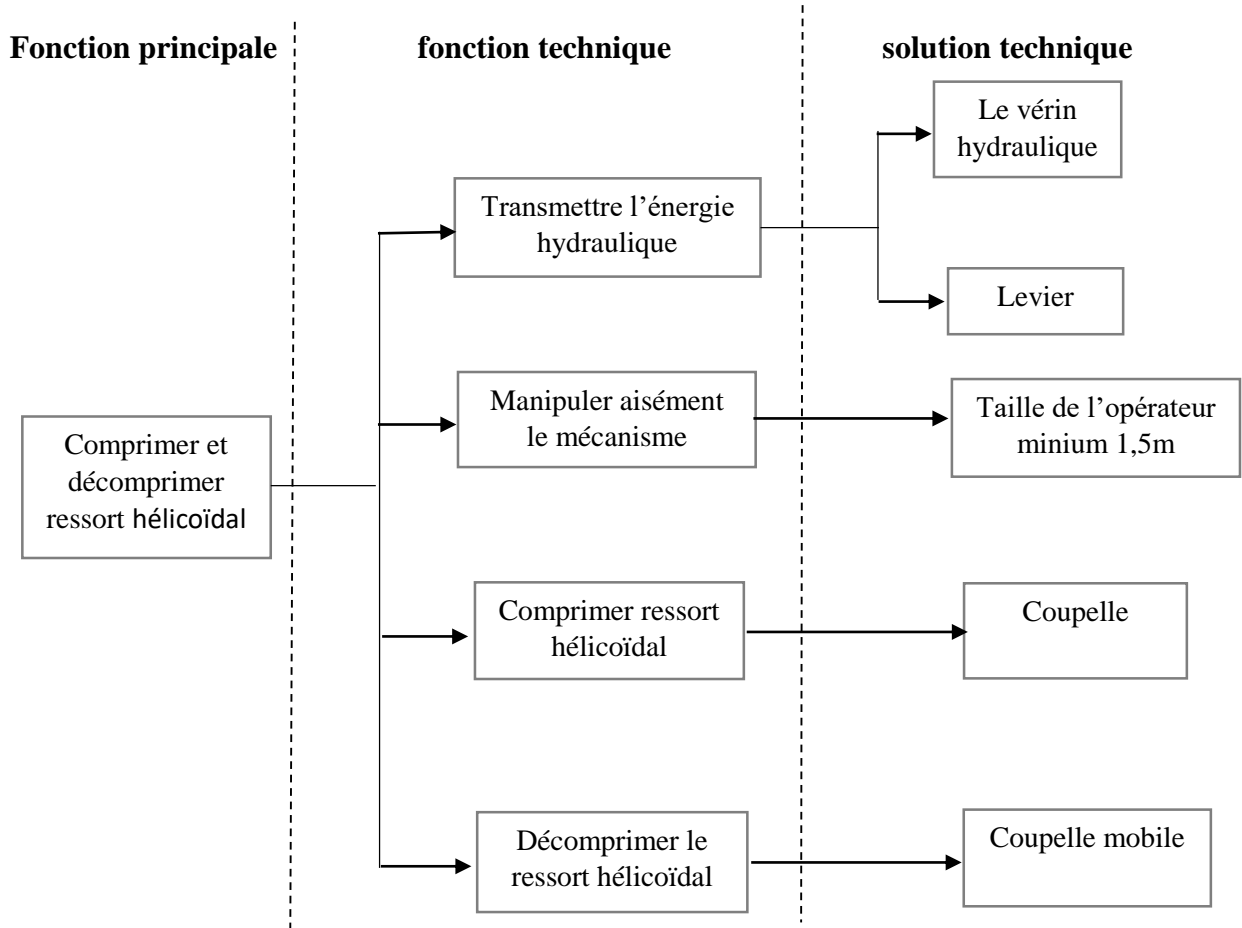 Fonction principale
fonction technique
solution technique
Le vérin
hydraulique
Transmettre l’énergie
hydraulique
Levier
Manipuler aisément
le mécanisme
Taille de l’opérateur
minium 1,5m
Comprimer et
décomprimer
ressort hélicoïdal
Comprimer ressort
hélicoïdal
Coupelle
Décomprimer le
ressort hélicoïdal
Coupelle mobile